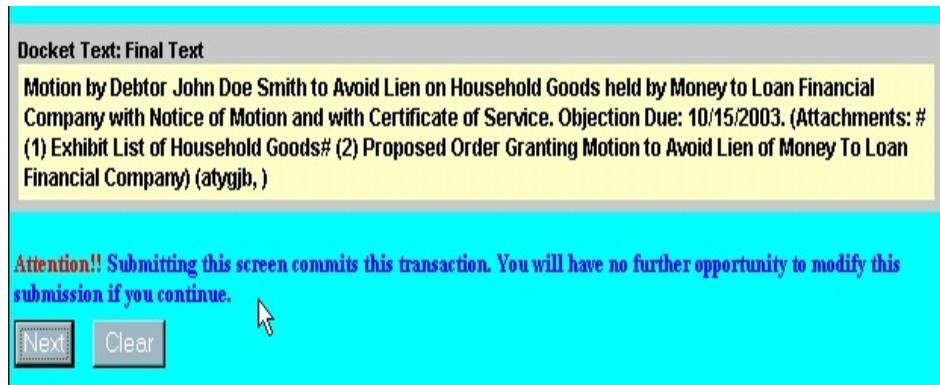 Docket Text: Final Text
Motion by Debtor John Doe Smith to Avoid Lien on Household Goods held by Money to Loan Financial
Company with Notice of Motion and with Certificate of Service. Objection Due: 10/15/2003. (Attachments: #
(1) Exhibit List of Household Goods# (2) Proposed Order Granting Motion to Avoid Lien of Money To Loan
Financial Company) (atygjb, )
Attention!! Submitting this screen commits this transaction. You will have no further opportunity to modify this
submission if you continue.
Next Clear